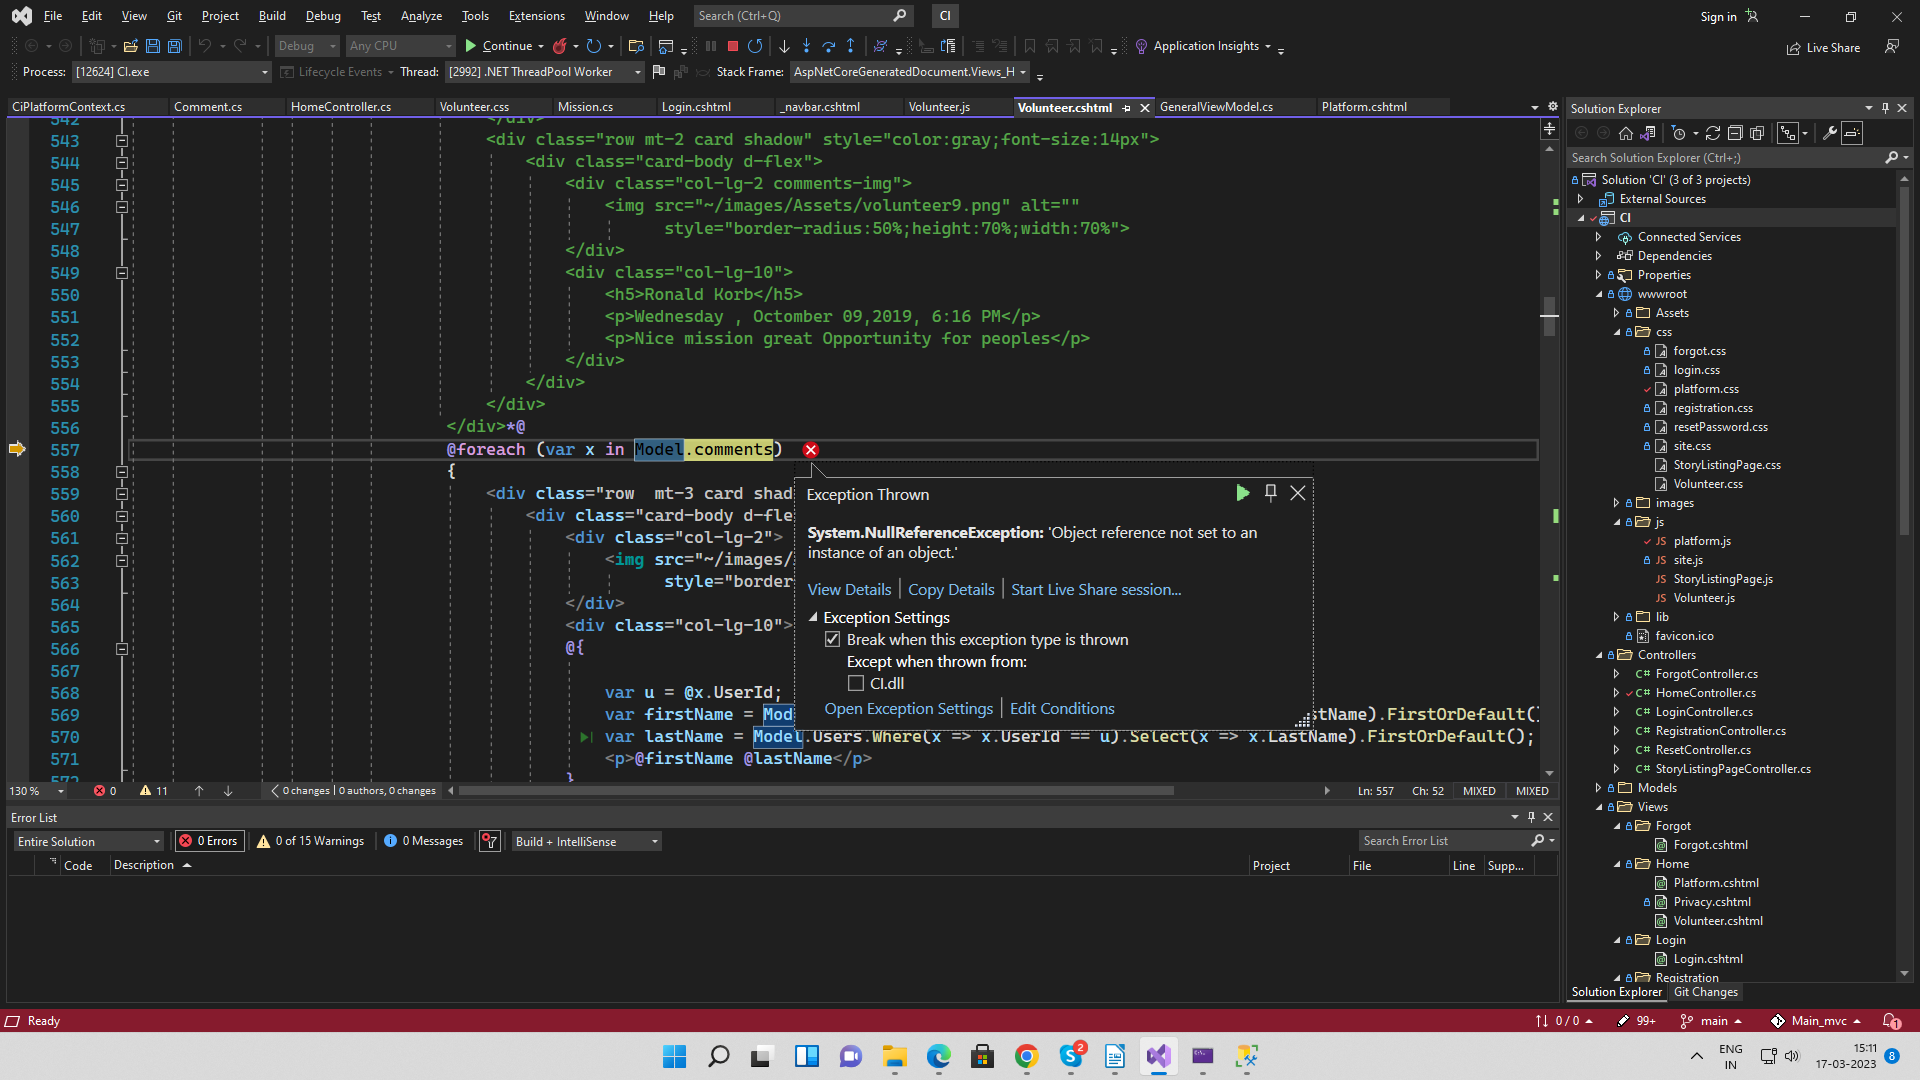 File Edit View Git Project Build Debug Test Analyze Tools Extensions Window Help Search (Ctrl+Q) CI Sign in
Debug Any CPU Continue Application Insights Live Share
Process: [12624] CI.exe Lifecycle Events Thread: [2992] .NET ThreadPool Worker Stack Frame: AspNetCoreGeneratedDocument.Views_H
CiPlatformContext.cs Comment.cs HomeController.cs Volunteer.css Mission.cs Login.cshtml _navbar.cshtml Volunteer.js Volunteer.cshtml GeneralViewModel.cs Platform.cshtml
542 </div>
543 <div class="row mt-2 card shadow" style="color:gray;font-size:14px">
544 <div class="card-body d-flex">
545 <div class="col-lg-2 comments-img">
546 <img src="~/images/Assets/volunteer9.png" alt=""
547 style="border-radius:50%;height:70%;width:70%">
548 </div>
549 <div class="col-lg-10">
550 <h5>Ronald Korb</h5>
551 <p>Wednesday , Octomber 09,2019, 6:16 PM</p>
552 <p>Nice mission great Opportunity for peoples</p>
553 </div>
554 </div>
555 </div>
556 </div>*@
557 @foreach (var x in Model.comments)
558 {
559 <div class="row  mt-3 card shad
560 <div class="card-body d-fle
561 <div class="col-lg-2">
562 <img src="~/images/
563 style="border
564 </div>
565 <div class="col-lg-10">
566 @{
567
568 var u = @x.UserId;
569 var firstName = Mod stName).FirstOrDefault()
570 var lastName = Model.Users.Where(x => x.UserId == u).Select(x => x.LastName).FirstOrDefault();
571 <p>@firstName @lastName</p>
572 }
Exception Thrown
System.NullReferenceException: 'Object reference not set to an
instance of an object.'
View Details | Copy Details | Start Live Share session...
Exception Settings
Break when this exception type is thrown
Except when thrown from:
CI.dll
Open Exception Settings | Edit Conditions
130 % 0 11 0 changes | 0 authors, 0 changes Ln: 557 Ch: 52 MIXED MIXED
Error List
Entire Solution 0 Errors 0 of 15 Warnings 0 Messages Build + IntelliSense Search Error List
Code Description Project File Line Supp...
Solution Explorer
Search Solution Explorer (Ctrl+;)
Solution 'CI' (3 of 3 projects)
External Sources
CI
Connected Services
Dependencies
Properties
wwwroot
Assets
css
forgot.css
login.css
platform.css
registration.css
resetPassword.css
site.css
StoryListingPage.css
Volunteer.css
images
js
JS platform.js
JS site.js
JS StoryListingPage.js
JS Volunteer.js
lib
favicon.ico
Controllers
C# ForgotController.cs
C# HomeController.cs
C# LoginController.cs
C# RegistrationController.cs
C# ResetController.cs
C# StoryListingPageController.cs
Models
Views
Forgot
Forgot.cshtml
Home
Platform.cshtml
Privacy.cshtml
Volunteer.cshtml
Login
Login.cshtml
Registration
Solution Explorer Git Changes
Ready 0 / 0 99+ main Main_mvc 1
2 ENG
IN 15:11
17-03-2023 8